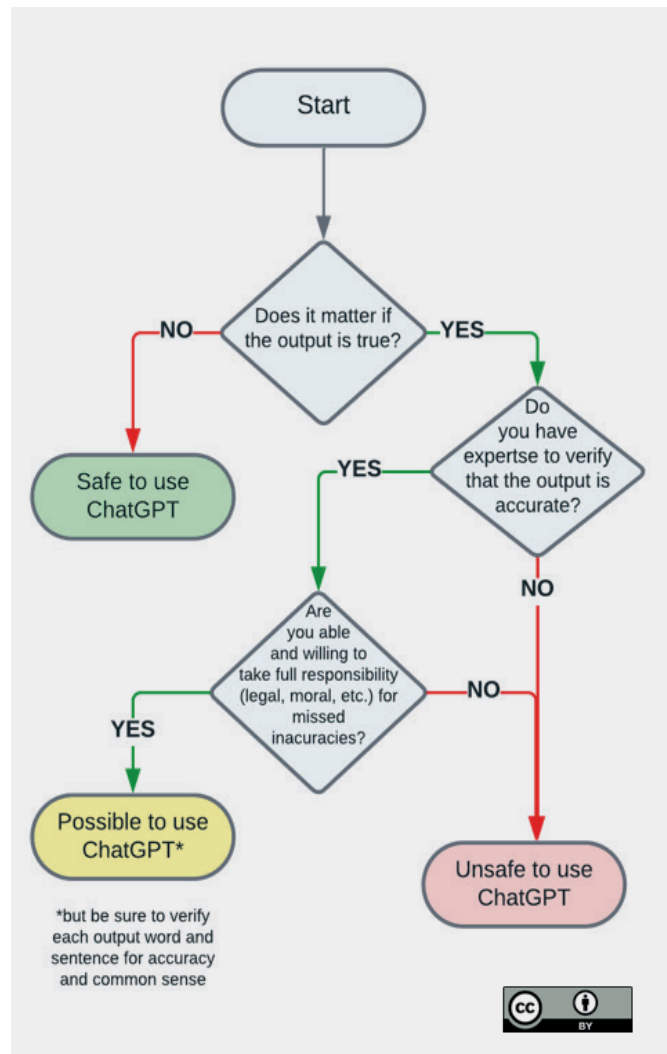 Start
Does it matter if
the output is true?
NO
YES
Safe to use
ChatGPT
Do
you have
expertse to verify
that the output is
accurate?
YES
NO
Are
you able
and willing to
take full responsibility
(legal, moral, etc.) for
missed
inacuracies?
NO
YES
Possible to use
ChatGPT*
Unsafe to use
ChatGPT
*but be sure to verify
each output word and
sentence for accuracy
and common sense
cc
BY